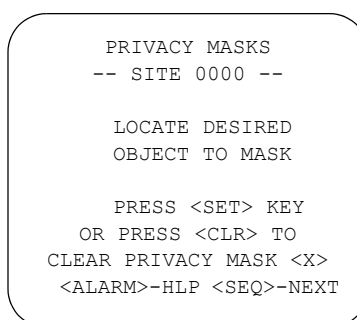 PRIVACY MASKS
-- SITE 0000 --
LOCATE DESIRED
OBJECT TO MASK
PRESS <SET> KEY
OR PRESS <CLR> TO
CLEAR PRIVACY MASK <X>
<ALARM>-HLP <SEQ>-NEXT